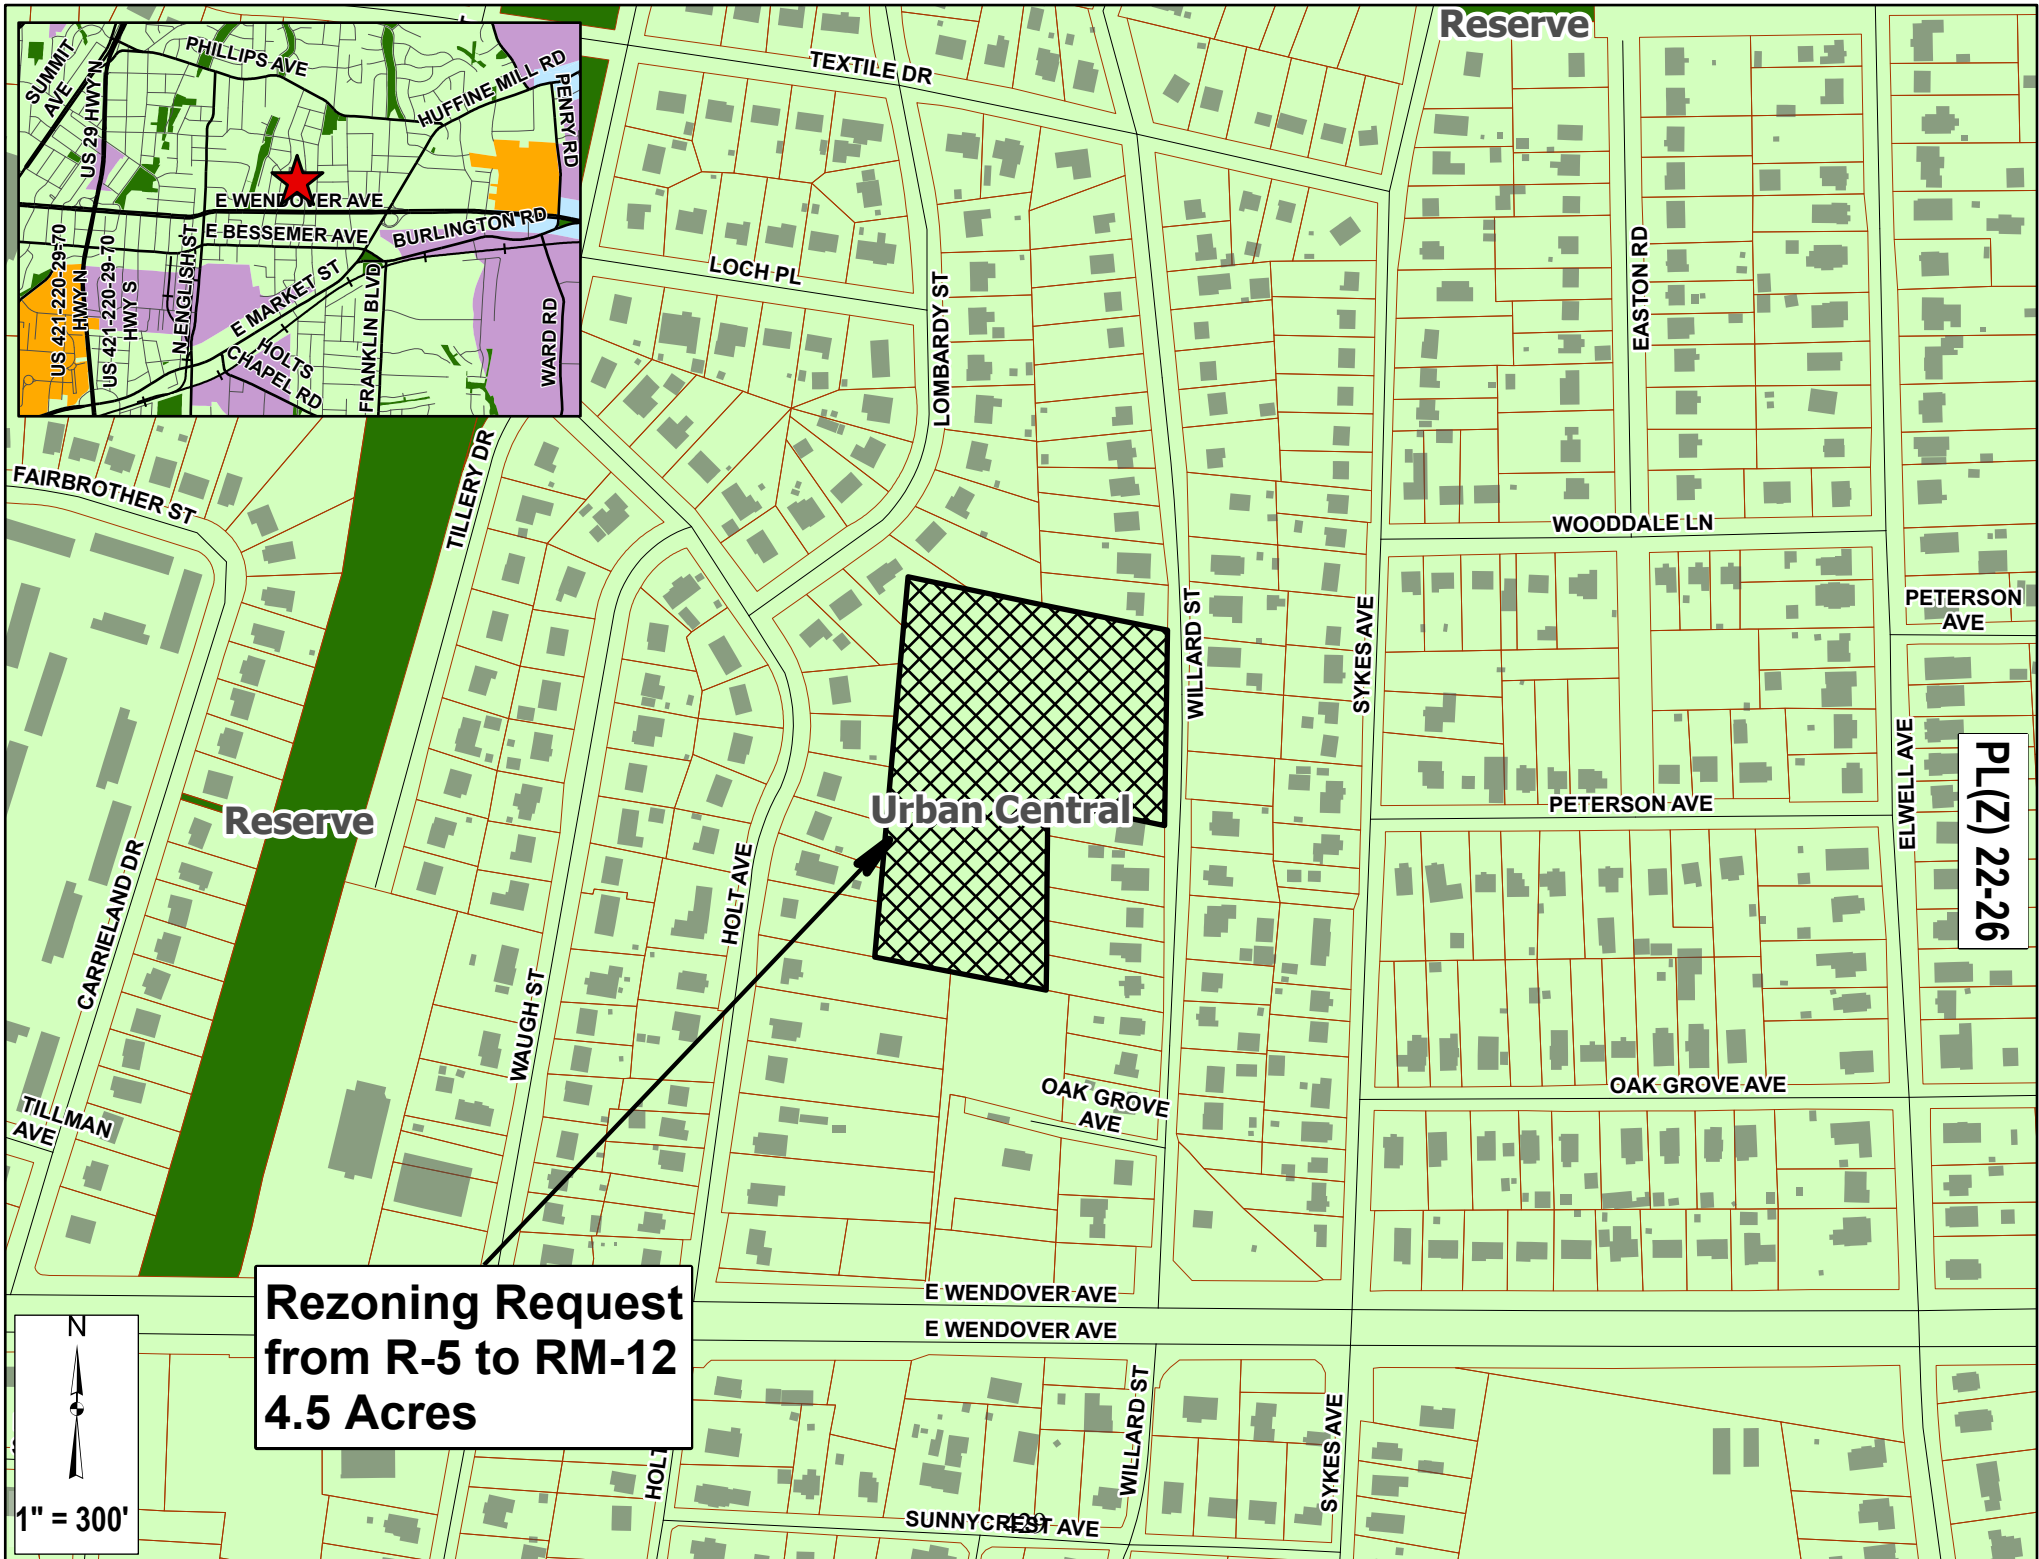 SUMMIT
AVE
US 29 HWY N
PHILLIPS AVE
HUFFINE MILL RD
PENRY RD
E WENDOVER AVE
E BESSEMER AVE
BURLINGTON RD
US 421-220-29-70
HWY N
US 421-220-29-70
HWY S
N ENGLISH ST
E MARKET ST
HOLTS
CHAPEL RD
FRANKLIN BLVD
WARD RD
Reserve
TEXTILE DR
LOCH PL
LOMBARDY ST
EASTON RD
FAIRBROTHER ST
TILLERY DR
WOODDALE LN
PETERSON
AVE
WILLARD ST
SYKES AVE
ELWELL AVE
PL(Z) 22-26
Urban Central
PETERSON AVE
Reserve
CARRIELAND DR
HOLT AVE
WAUGH ST
OAK GROVE
AVE
OAK GROVE AVE
TILLMAN
AVE
E WENDOVER AVE
E WENDOVER AVE
Rezoning Request
from R-5 to RM-12
4.5 Acres
N
1" = 300'
HOLT
WILLARD ST
SYKES AVE
SUNNYCREST AVE
429